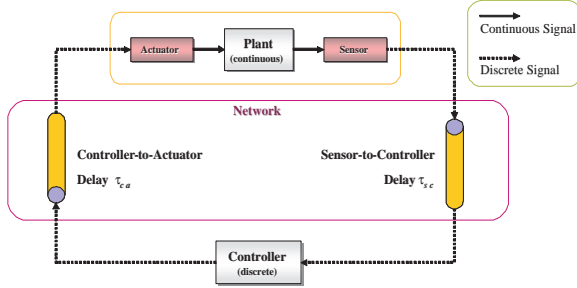 Actuator
Plant
(continuous)
Sensor
Continuous Signal
Discrete Signal
Network
Controller-to-Actuator
Delay τca
Sensor-to-Controller
Delay τsc
Controller
(discrete)